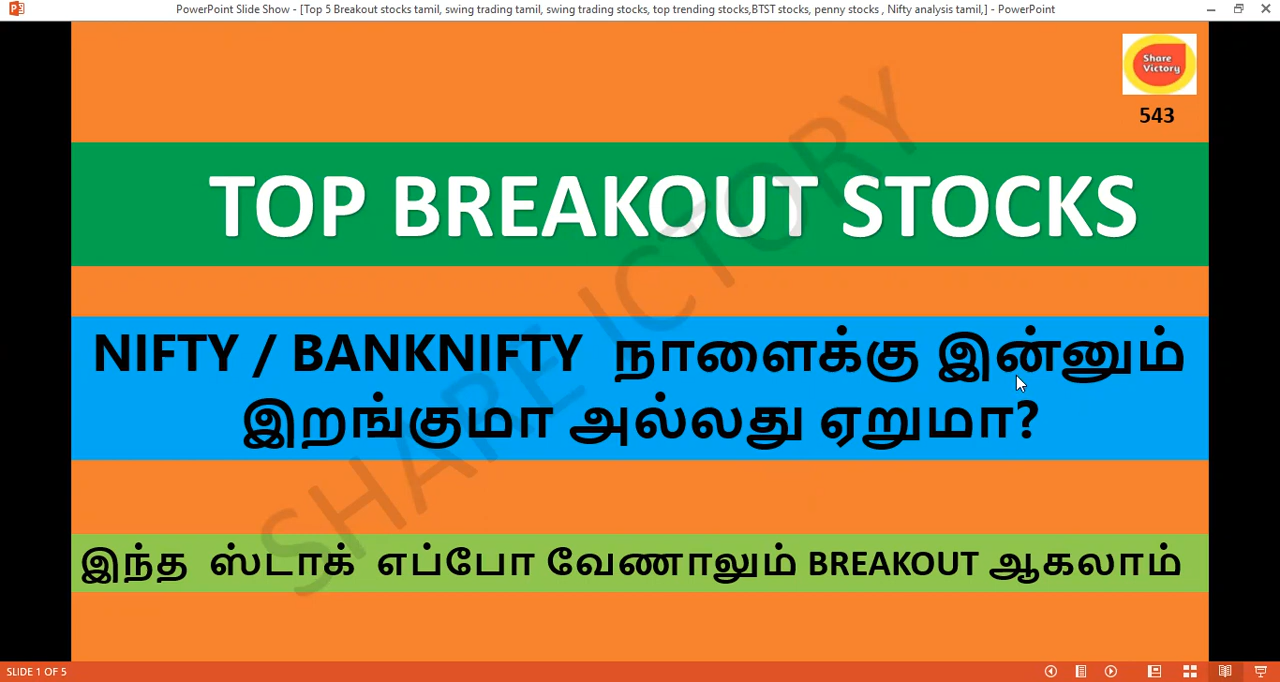 PowerPoint Slide Show - [Top 5 Breakout stocks tamil, swing trading tamil, swing trading stocks, top trending stocks,BTST stocks, penny stocks , Nifty analysis tamil,] - PowerPoint
Share
Victory
543
TOP BREAKOUT STOCKS
NIFTY / BANKNIFTY நாளைக்கு இன்னும்
இறங்குமா அல்லது ஏறுமா?
இந்த ஸ்டாக் எப்போ வேணாலும் BREAKOUT ஆகலாம்
SHARE ICTORY
SLIDE 1 OF 5